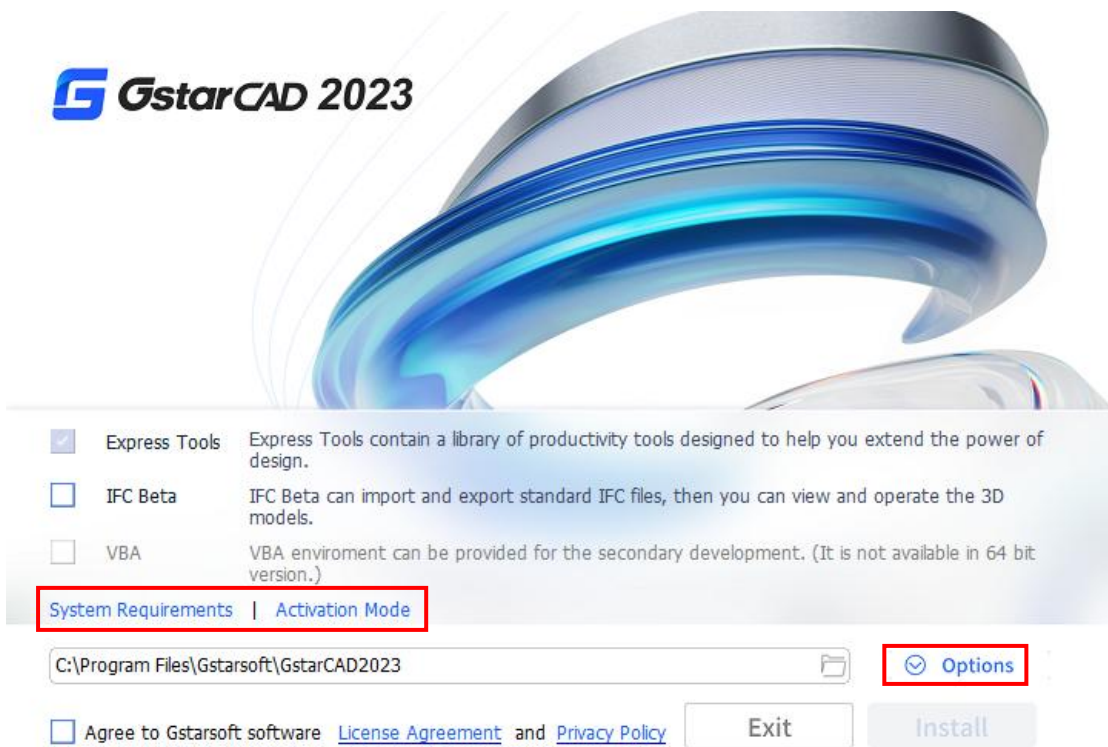 GstarCAD 2023
Express Tools
Express Tools contain a library of productivity tools designed to help you extend the power of
design.
IFC Beta
IFC Beta can import and export standard IFC files, then you can view and operate the 3D
models.
VBA
VBA enviroment can be provided for the secondary development. (It is not available in 64 bit
version.)
System Requirements | Activation Mode
C:\Program Files\Gstarsoft\GstarCAD2023
Options
Agree to Gstarsoft software License Agreement and Privacy Policy
Exit
Install